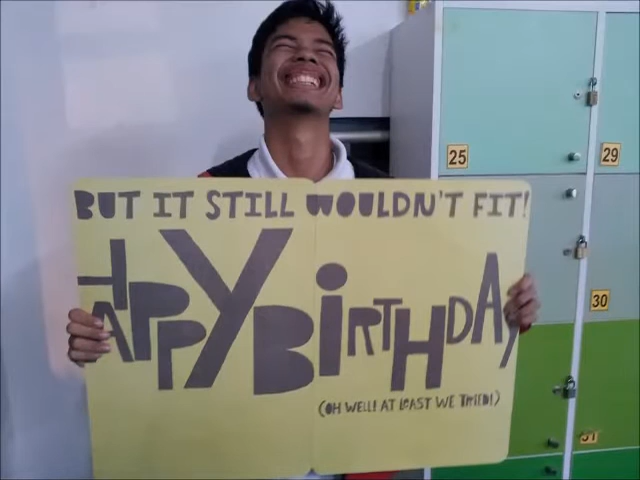 BUT IT STILL WOULDN'T FIT!
HAPPY BiRTHDAY
(OH WELL! AT LEAST WE TRIED!)
25
29
30
31